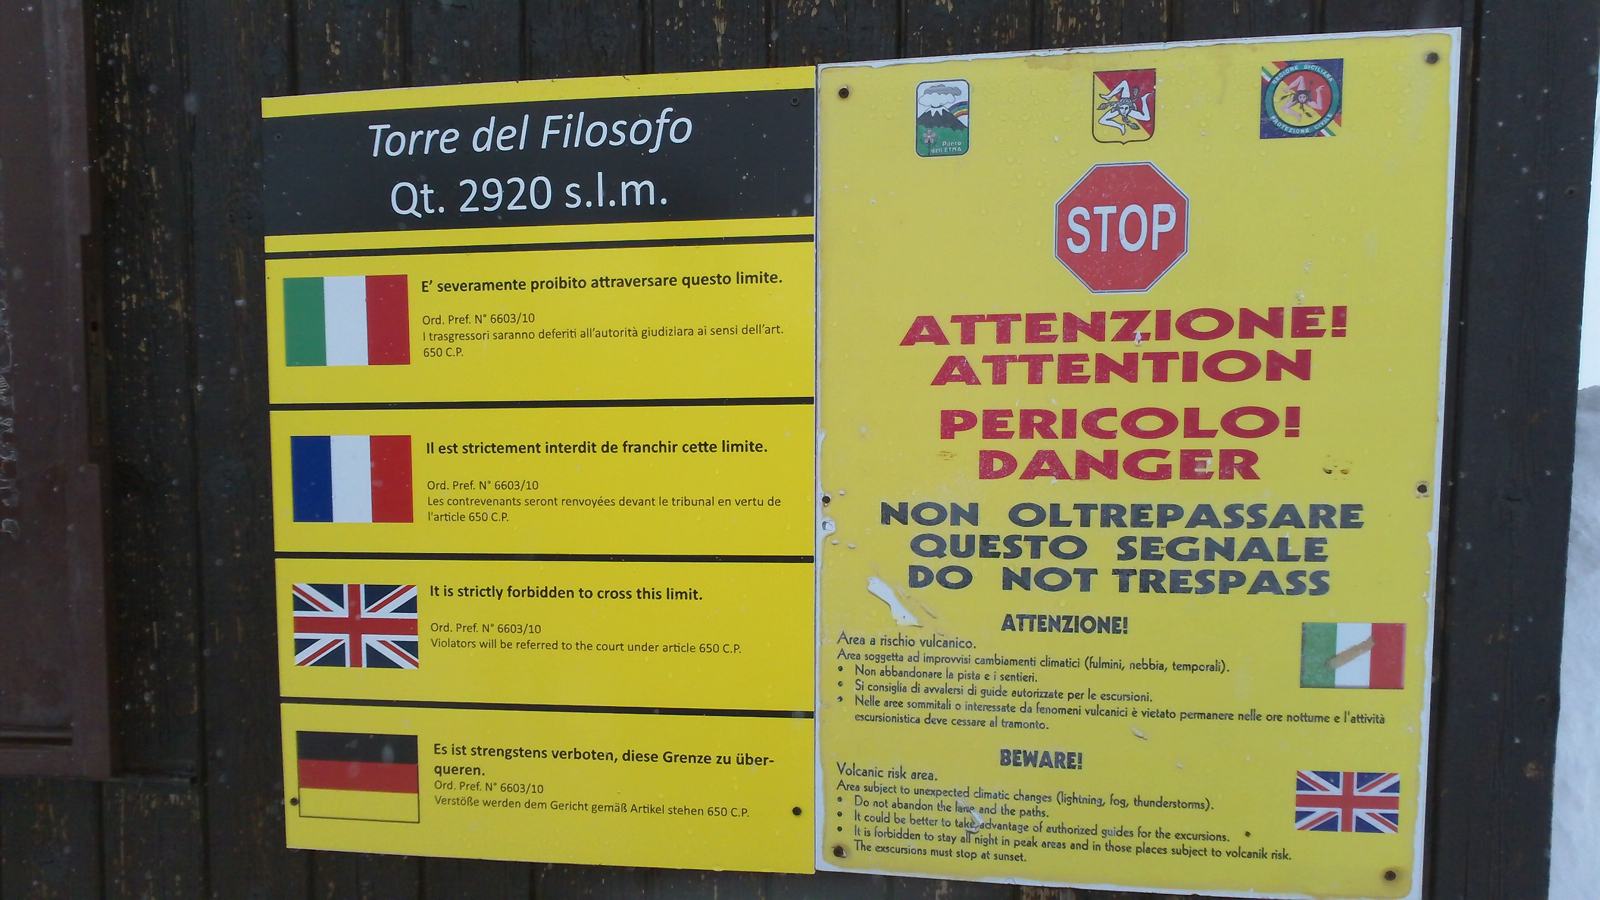 Torre del Filosofo
Qt. 2920 s.l.m.
E' severamente proibito attraversare questo limite.
Ord. Pref. N° 6603/10
I trasgressori saranno deferiti all'autorità giudiziara ai sensi dell'art.
650 C.P.
Il est strictement interdit de franchir cette limite.
Ord. Pref. N° 6603/10
Les contrevenants seront renvoyées devant le tribunal en vertu de
l'article 650 C.P.
It is strictly forbidden to cross this limit.
Ord. Pref. N° 6603/10
Violators will be referred to the court under article 650 C.P.
Es ist strengstens verboten, diese Grenze zu über-
queren.
Ord. Pref. N° 6603/10
Verstöße werden dem Gericht gemäß Artikel stehen 650 C.P.
Parco
dell'ETNA
REGIONE SICILIANA
PROTEZIONE CIVILE
STOP
ATTENZIONE!
ATTENTION
PERICOLO!
DANGER
NON OLTREPASSARE
QUESTO SEGNALE
DO NOT TRESPASS
ATTENZIONE!
Area a rischio vulcanico.
Area soggetta ad improvvisi cambiamenti climatici (fulmini, nebbia, temporali).
• Non abbandonare la pista e i sentieri.
• Si consiglia di avvalersi di guide autorizzate per le escursioni.
• Nelle aree sommitali o interessate da fenomeni vulcanici è vietato permanere nelle ore notturne e l'attività
escursionistica deve cessare al tramonto.
BEWARE!
Volcanic risk area.
Area subject to unexpected climatic changes (lightning, fog, thunderstorms).
• Do not abandon the lane and the paths.
• It could be better to take advantage of authorized guides for the excursions.
• It is forbidden to stay all night in peak areas and in those places subject to volcanik risk.
The exscursions must stop at sunset.